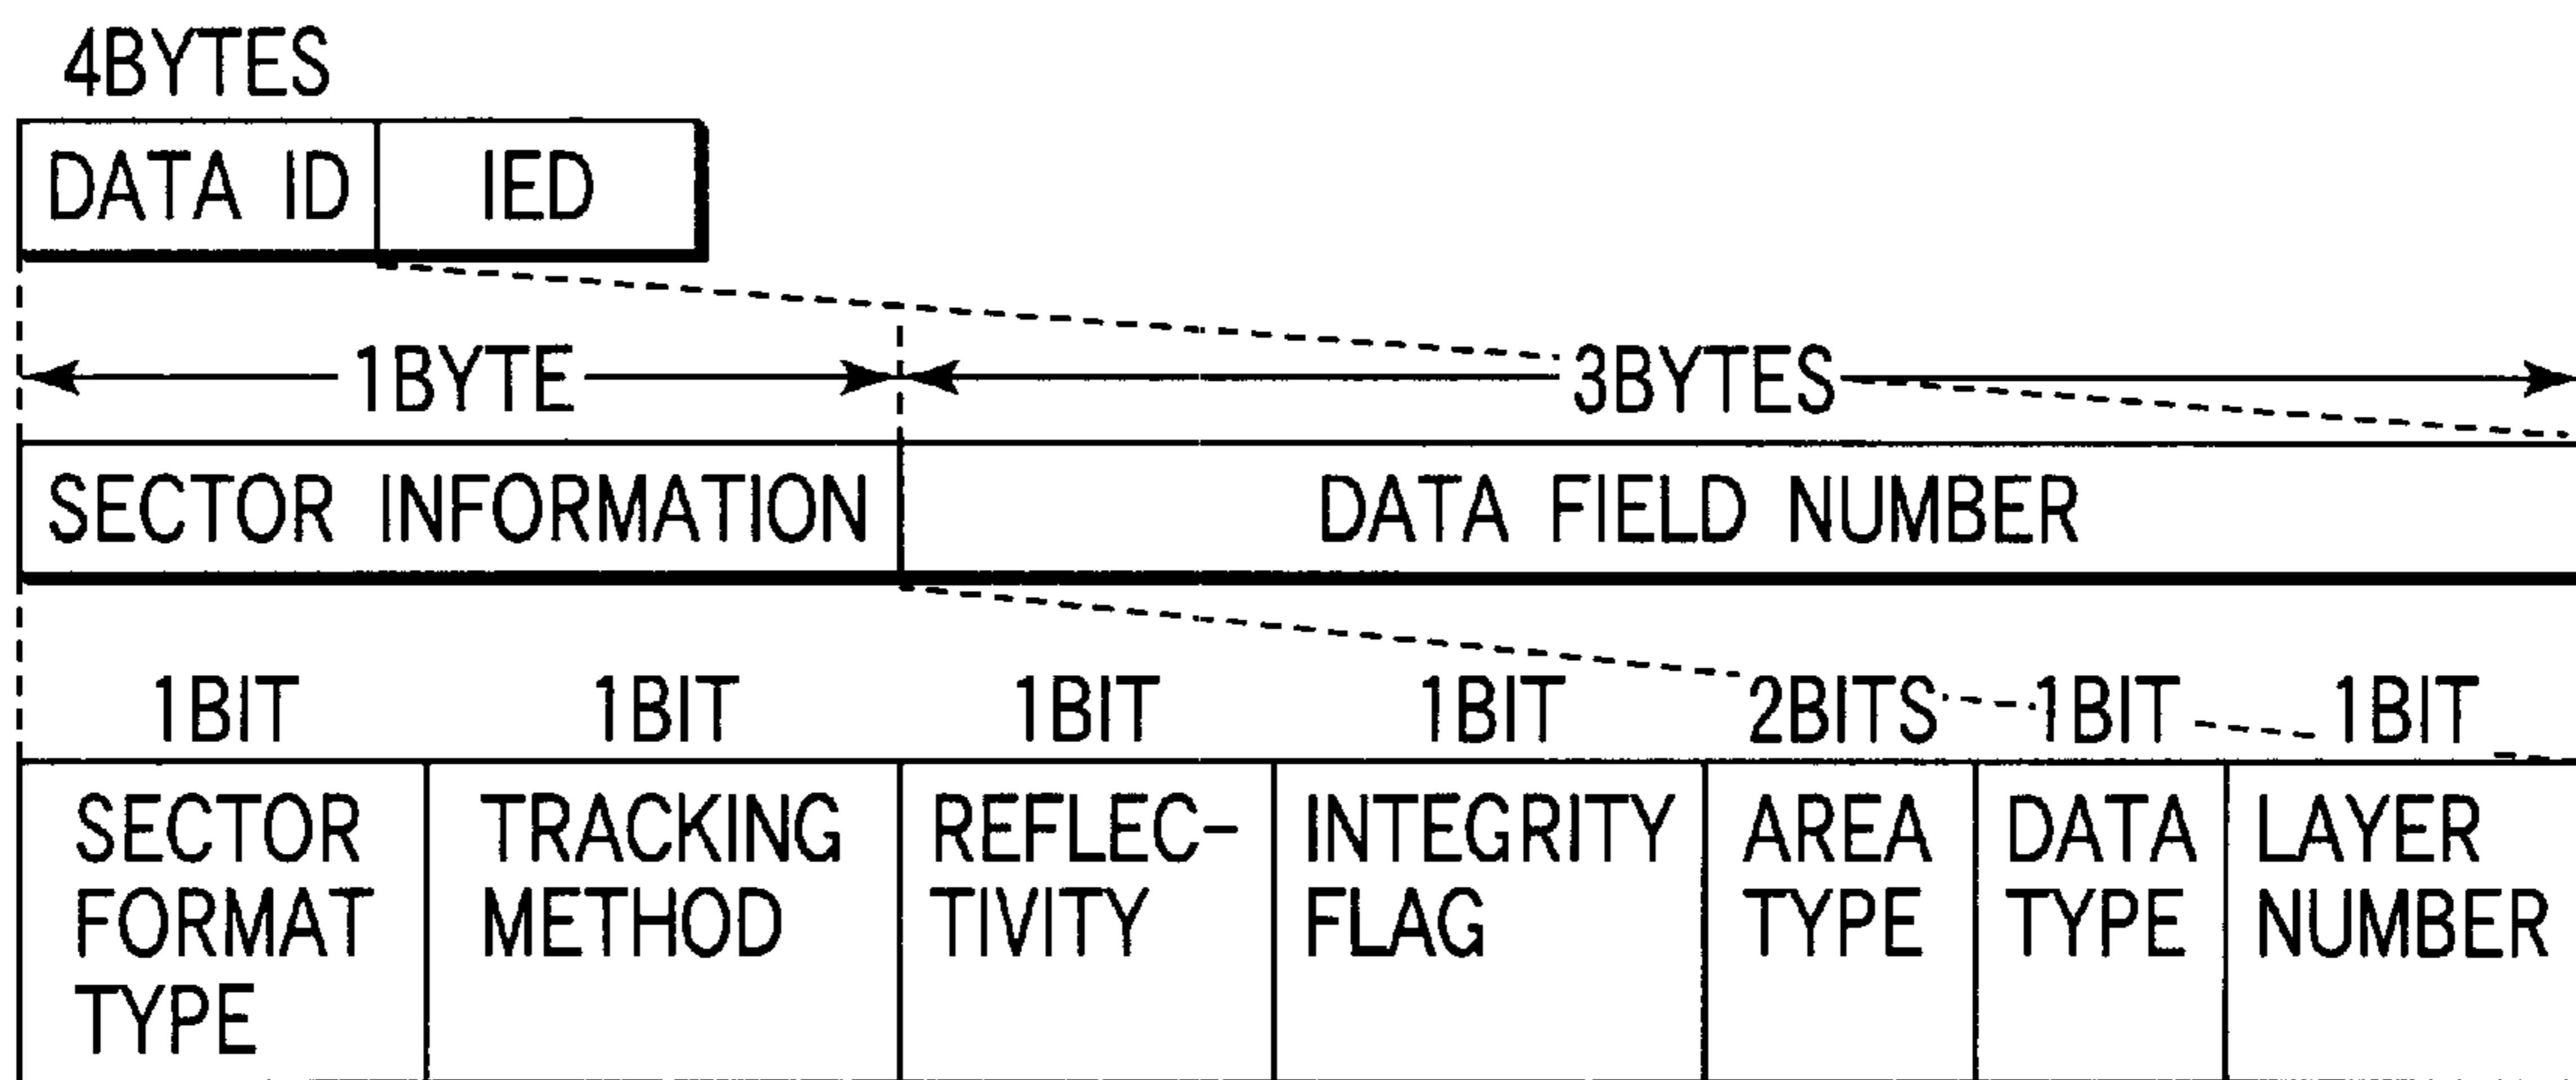 4BYTES
DATA ID IED
1BYTE 3BYTES
SECTOR INFORMATION DATA FIELD NUMBER
1BIT 1BIT 1BIT 1BIT 2BITS 1BIT 1BIT
SECTOR TRACKING REFLEC- INTEGRITY AREA DATA LAYER
FORMAT METHOD TIVITY FLAG TYPE TYPE NUMBER
TYPE